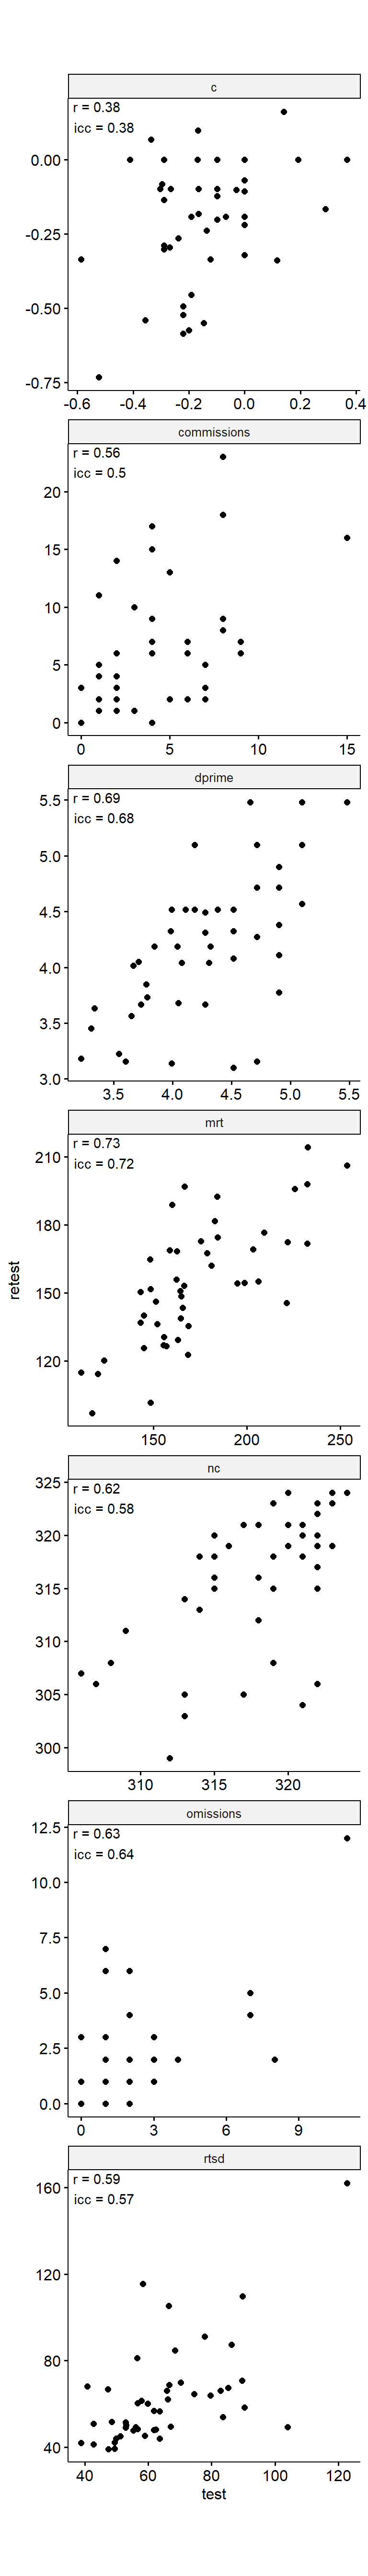 c
r = 0.38
icc = 0.38
0.00
-0.25
-0.50
-0.75
-0.6 -0.4 -0.2 0.0 0.2 0.4
commissions
r = 0.56
icc = 0.5
20
15
10
5
0
0 5 10 15
dprime
5.5
r = 0.69
icc = 0.68
5.0
4.5
4.0
3.5
3.0
3.5 4.0 4.5 5.0 5.5
mrt
r = 0.73
210
icc = 0.72
180
150
120
150 200 250
retest
nc
325
r = 0.62
icc = 0.58
320
315
310
305
300
310 315 320
omissions
12.5
r = 0.63
icc = 0.64
10.0
7.5
5.0
2.5
0.0
0 3 6 9
rtsd
r = 0.59
160
icc = 0.57
120
80
40
40 60 80 100 120
test